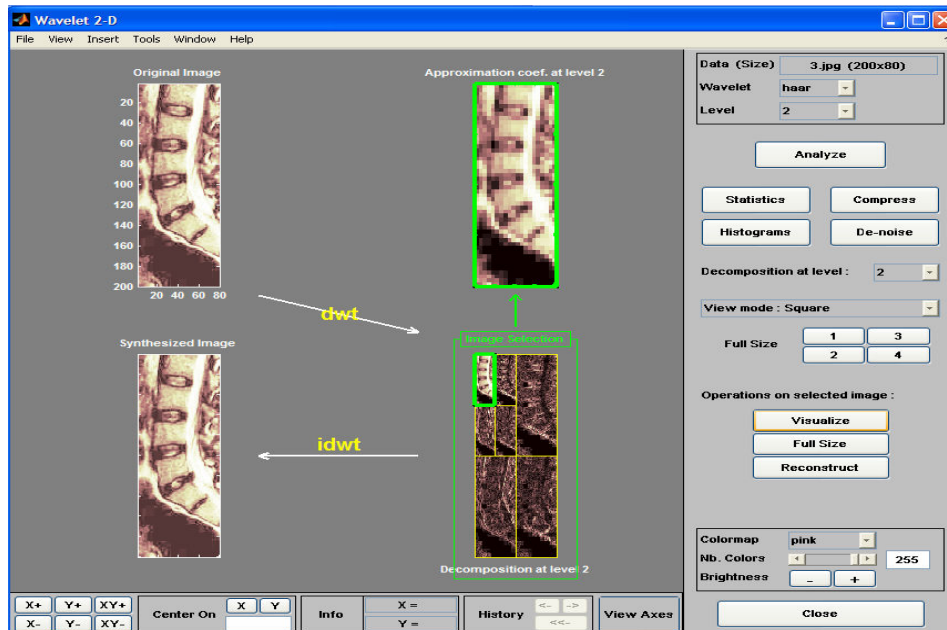 Wavelet 2-D
File View Insert Tools Window Help
Original Image
20
40
60
80
100
120
140
160
180
200
20 40 60 80
Approximation coef. at level 2
dwt
Image Selection
Synthesized Image
idwt
Decomposition at level 2
Data (Size) 3.jpg (200x80)
Wavelet haar
Level 2
Analyze
Statistics Compress
Histograms De-noise
Decomposition at level : 2
View mode : Square
Full Size 1 3
2 4
Operations on selected image :
Visualize
Full Size
Reconstruct
Colormap pink
Nb. Colors 255
Brightness - +
Close
X+ Y+ XY+
X- Y- XY-
Center On X Y
Info X =
Y =
History <- ->
<<-
View Axes